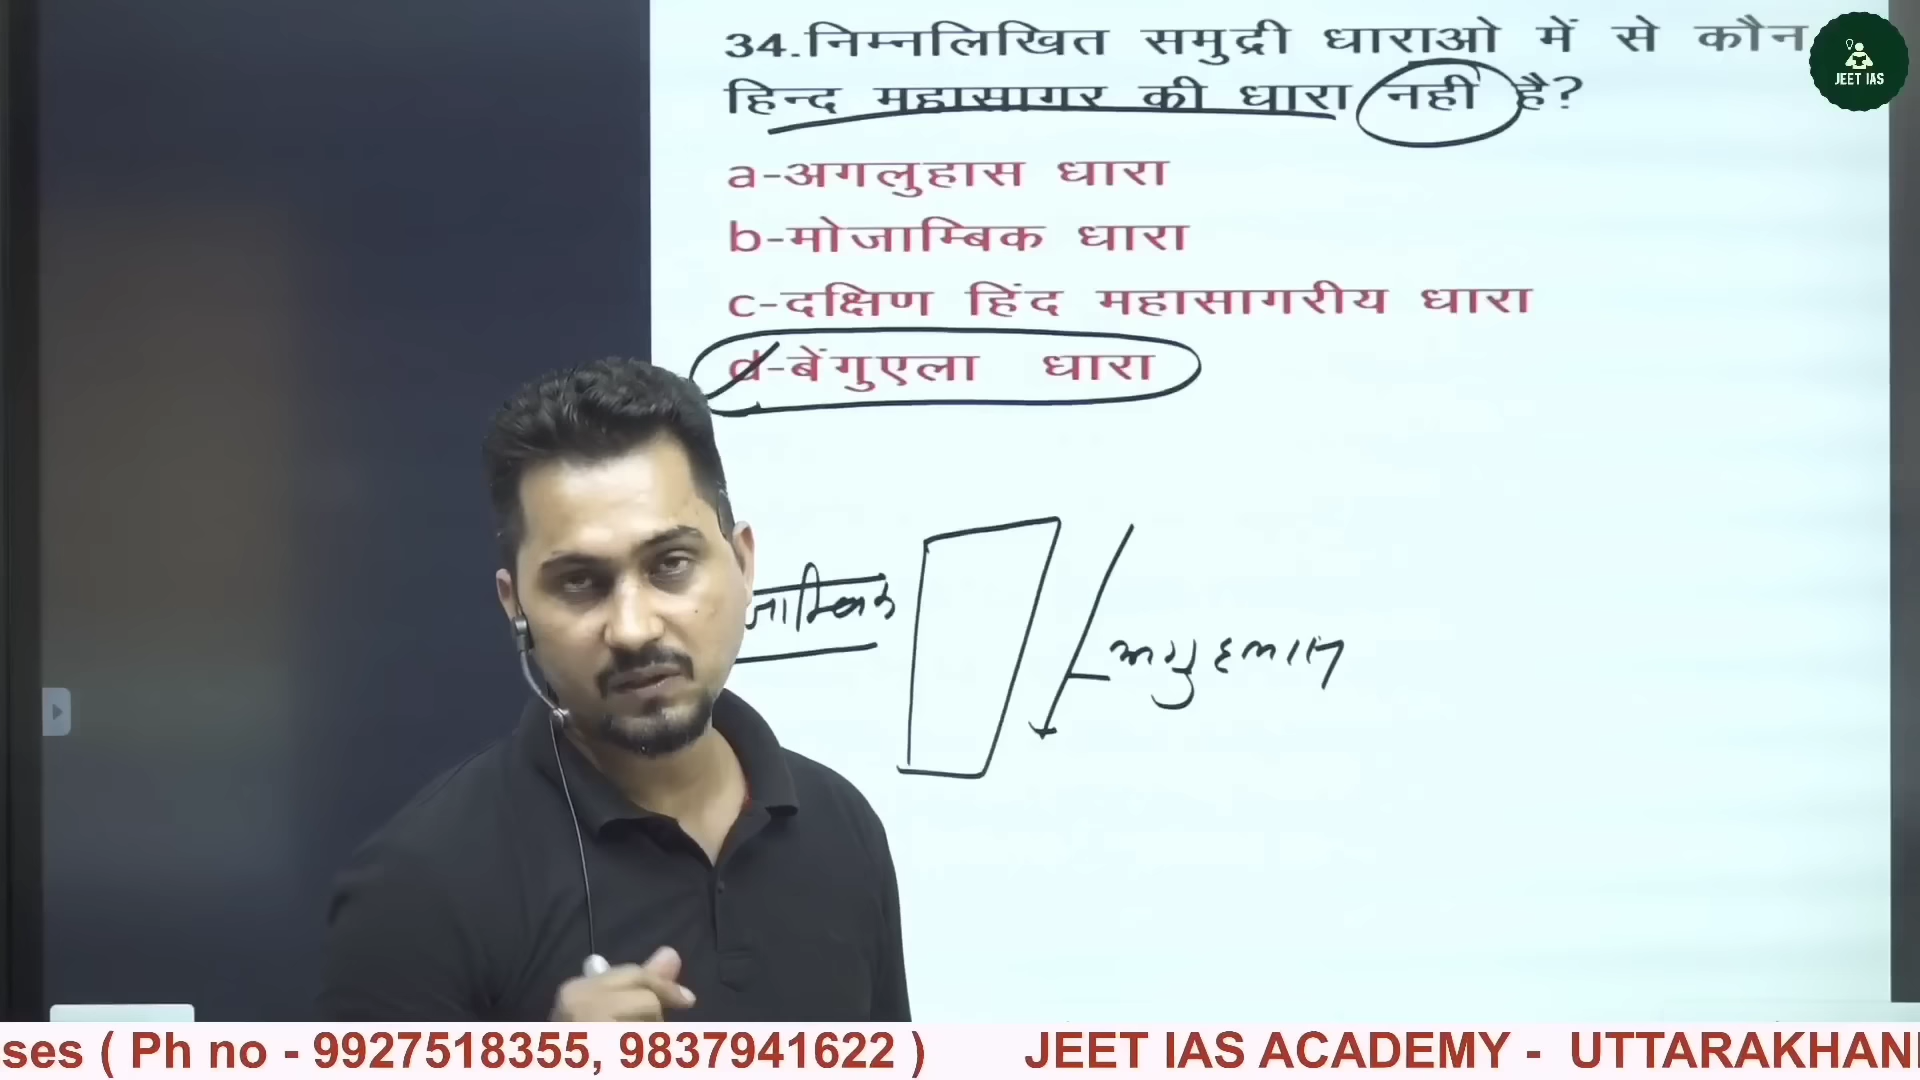 34.निम्नलिखित समुद्री धाराओ में से कौन
हिन्द महासागर की धारा नही है?
a-अगलुहास धारा
b-मोजाम्बिक धारा
c-दक्षिण हिंद महासागरीय धारा
d-बेंगुएला धारा
जाम्बिक
JEET IAS
ses ( Ph no - 9927518355, 9837941622 ) JEET IAS ACADEMY - UTTARAKHAN